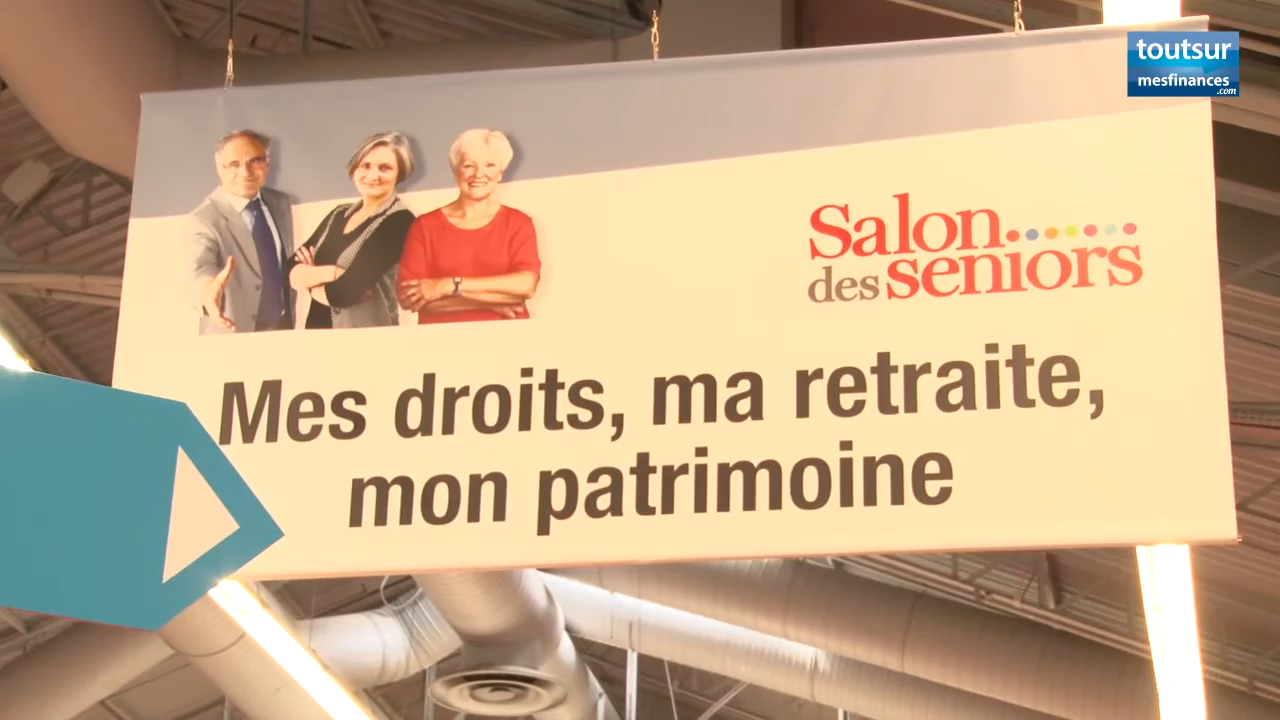 toutsur
mesfinances
.com
Salon
des seniors
Mes droits, ma retraite,
mon patrimoine